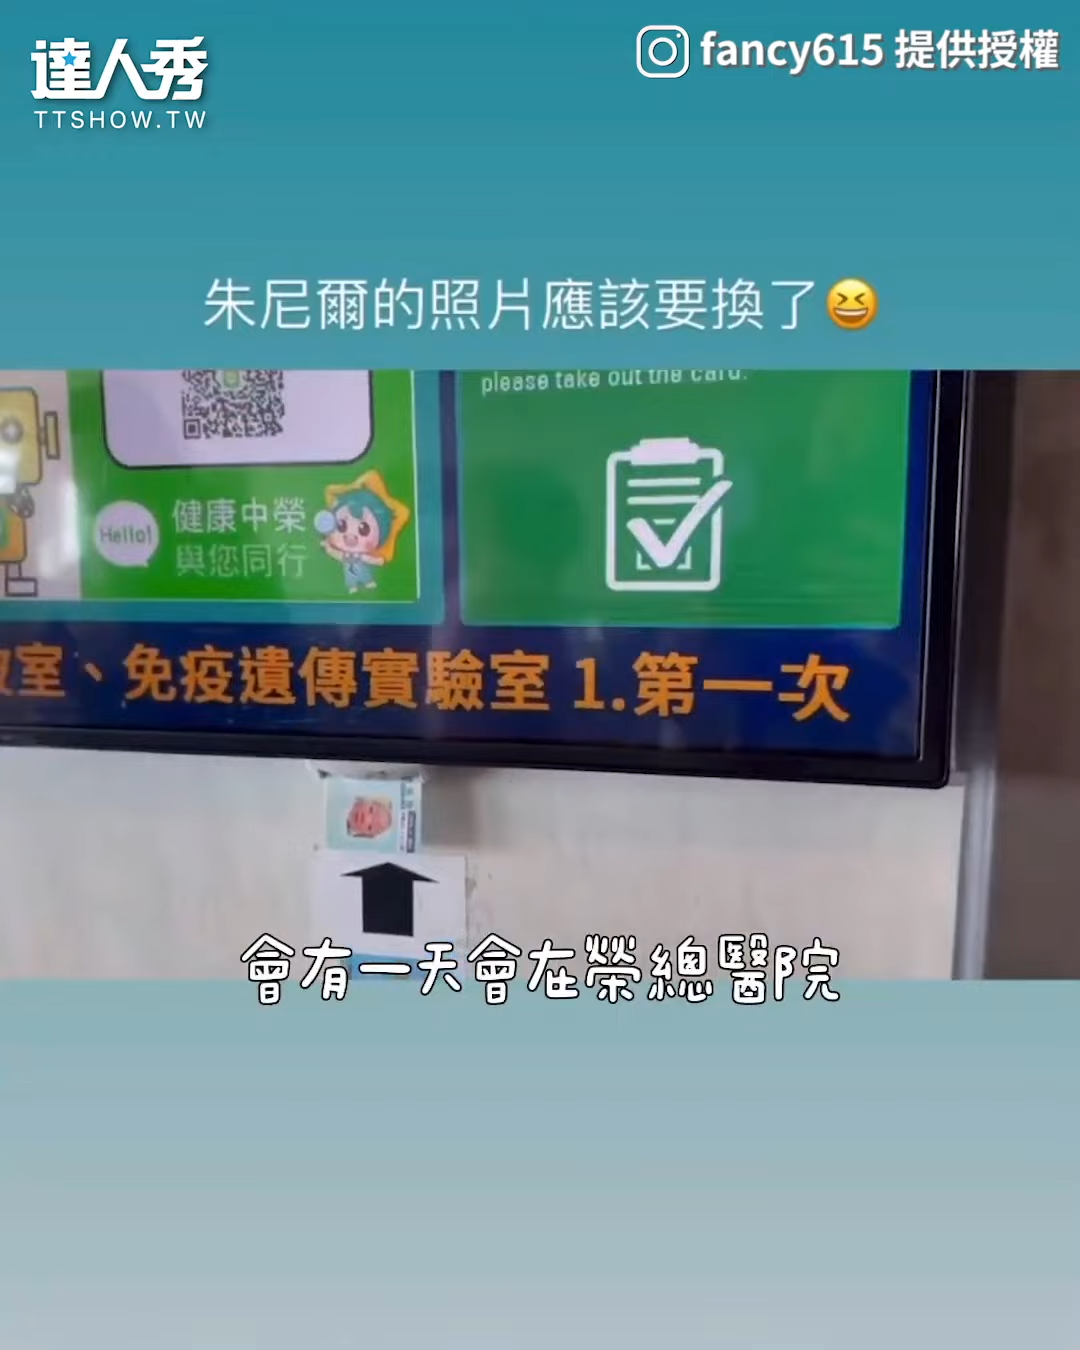 達人秀
TTSHOW.TW
fancy615 提供授權
朱尼爾的照片應該要換了😆
please take out the card.
Hello!
健康中榮
與您同行
室、免疫遺傳實驗室 1.第一次
會有一天會在榮總醫院